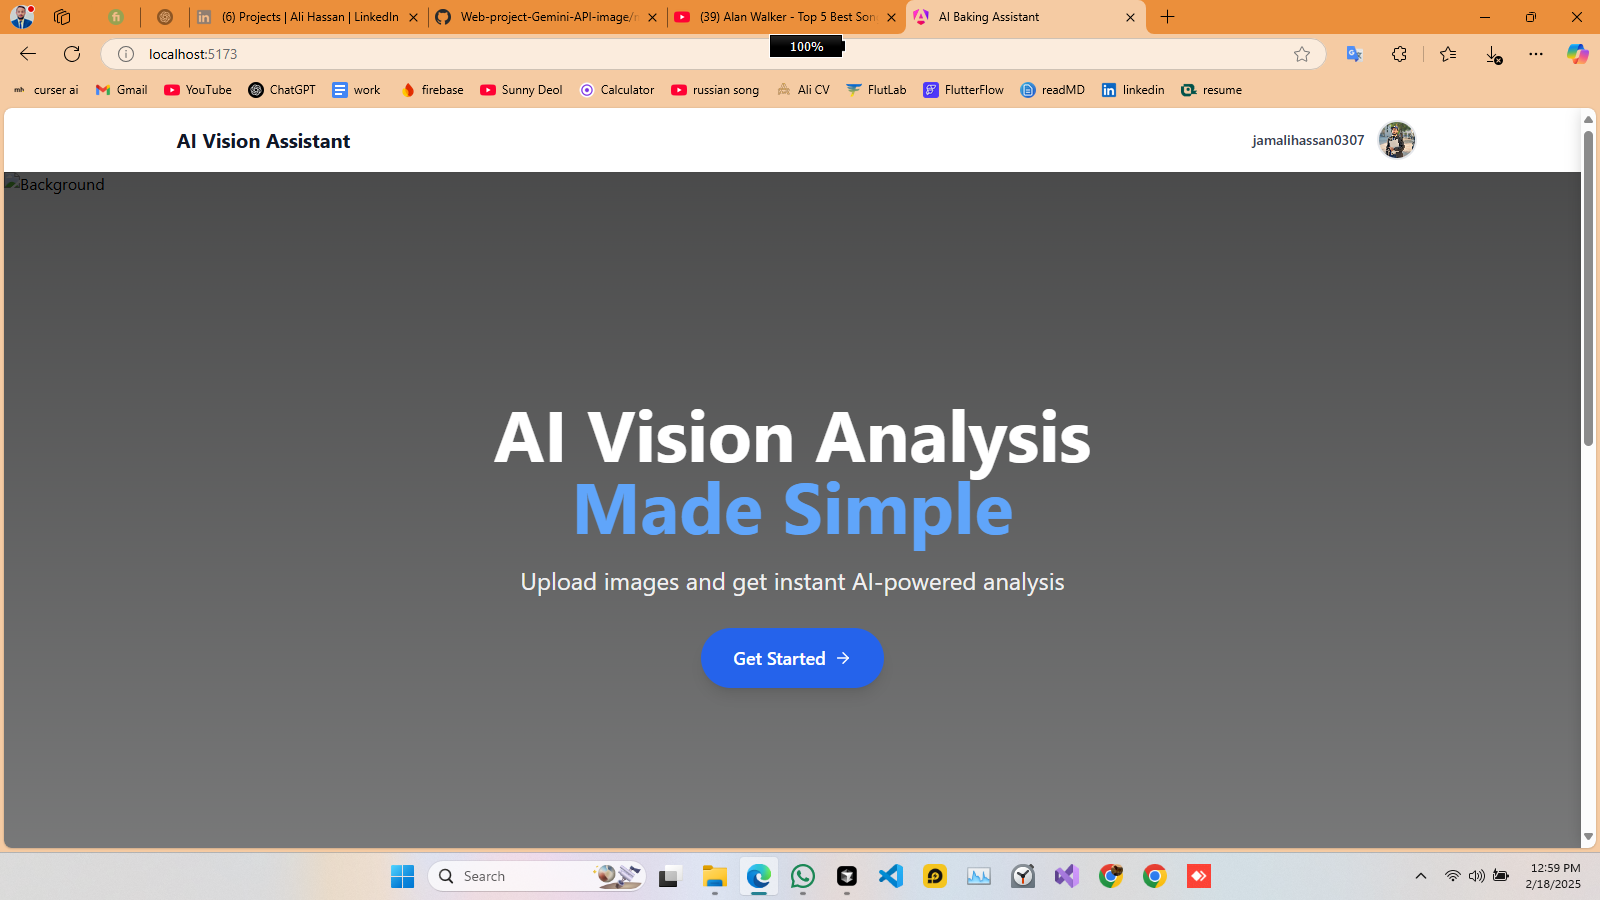 (6) Projects | Ali Hassan | LinkedIn
Web-project-Gemini-API-image/n
(39) Alan Walker - Top 5 Best Son
AI Baking Assistant
100%
localhost:5173
curser ai
Gmail
YouTube
ChatGPT
work
firebase
Sunny Deol
Calculator
russian song
Ali CV
FlutLab
FlutterFlow
readMD
linkedin
resume
AI Vision Assistant
jamalihassan0307
Background
AI Vision Analysis
Made Simple
Upload images and get instant AI-powered analysis
Get Started
Search
12:59 PM
2/18/2025